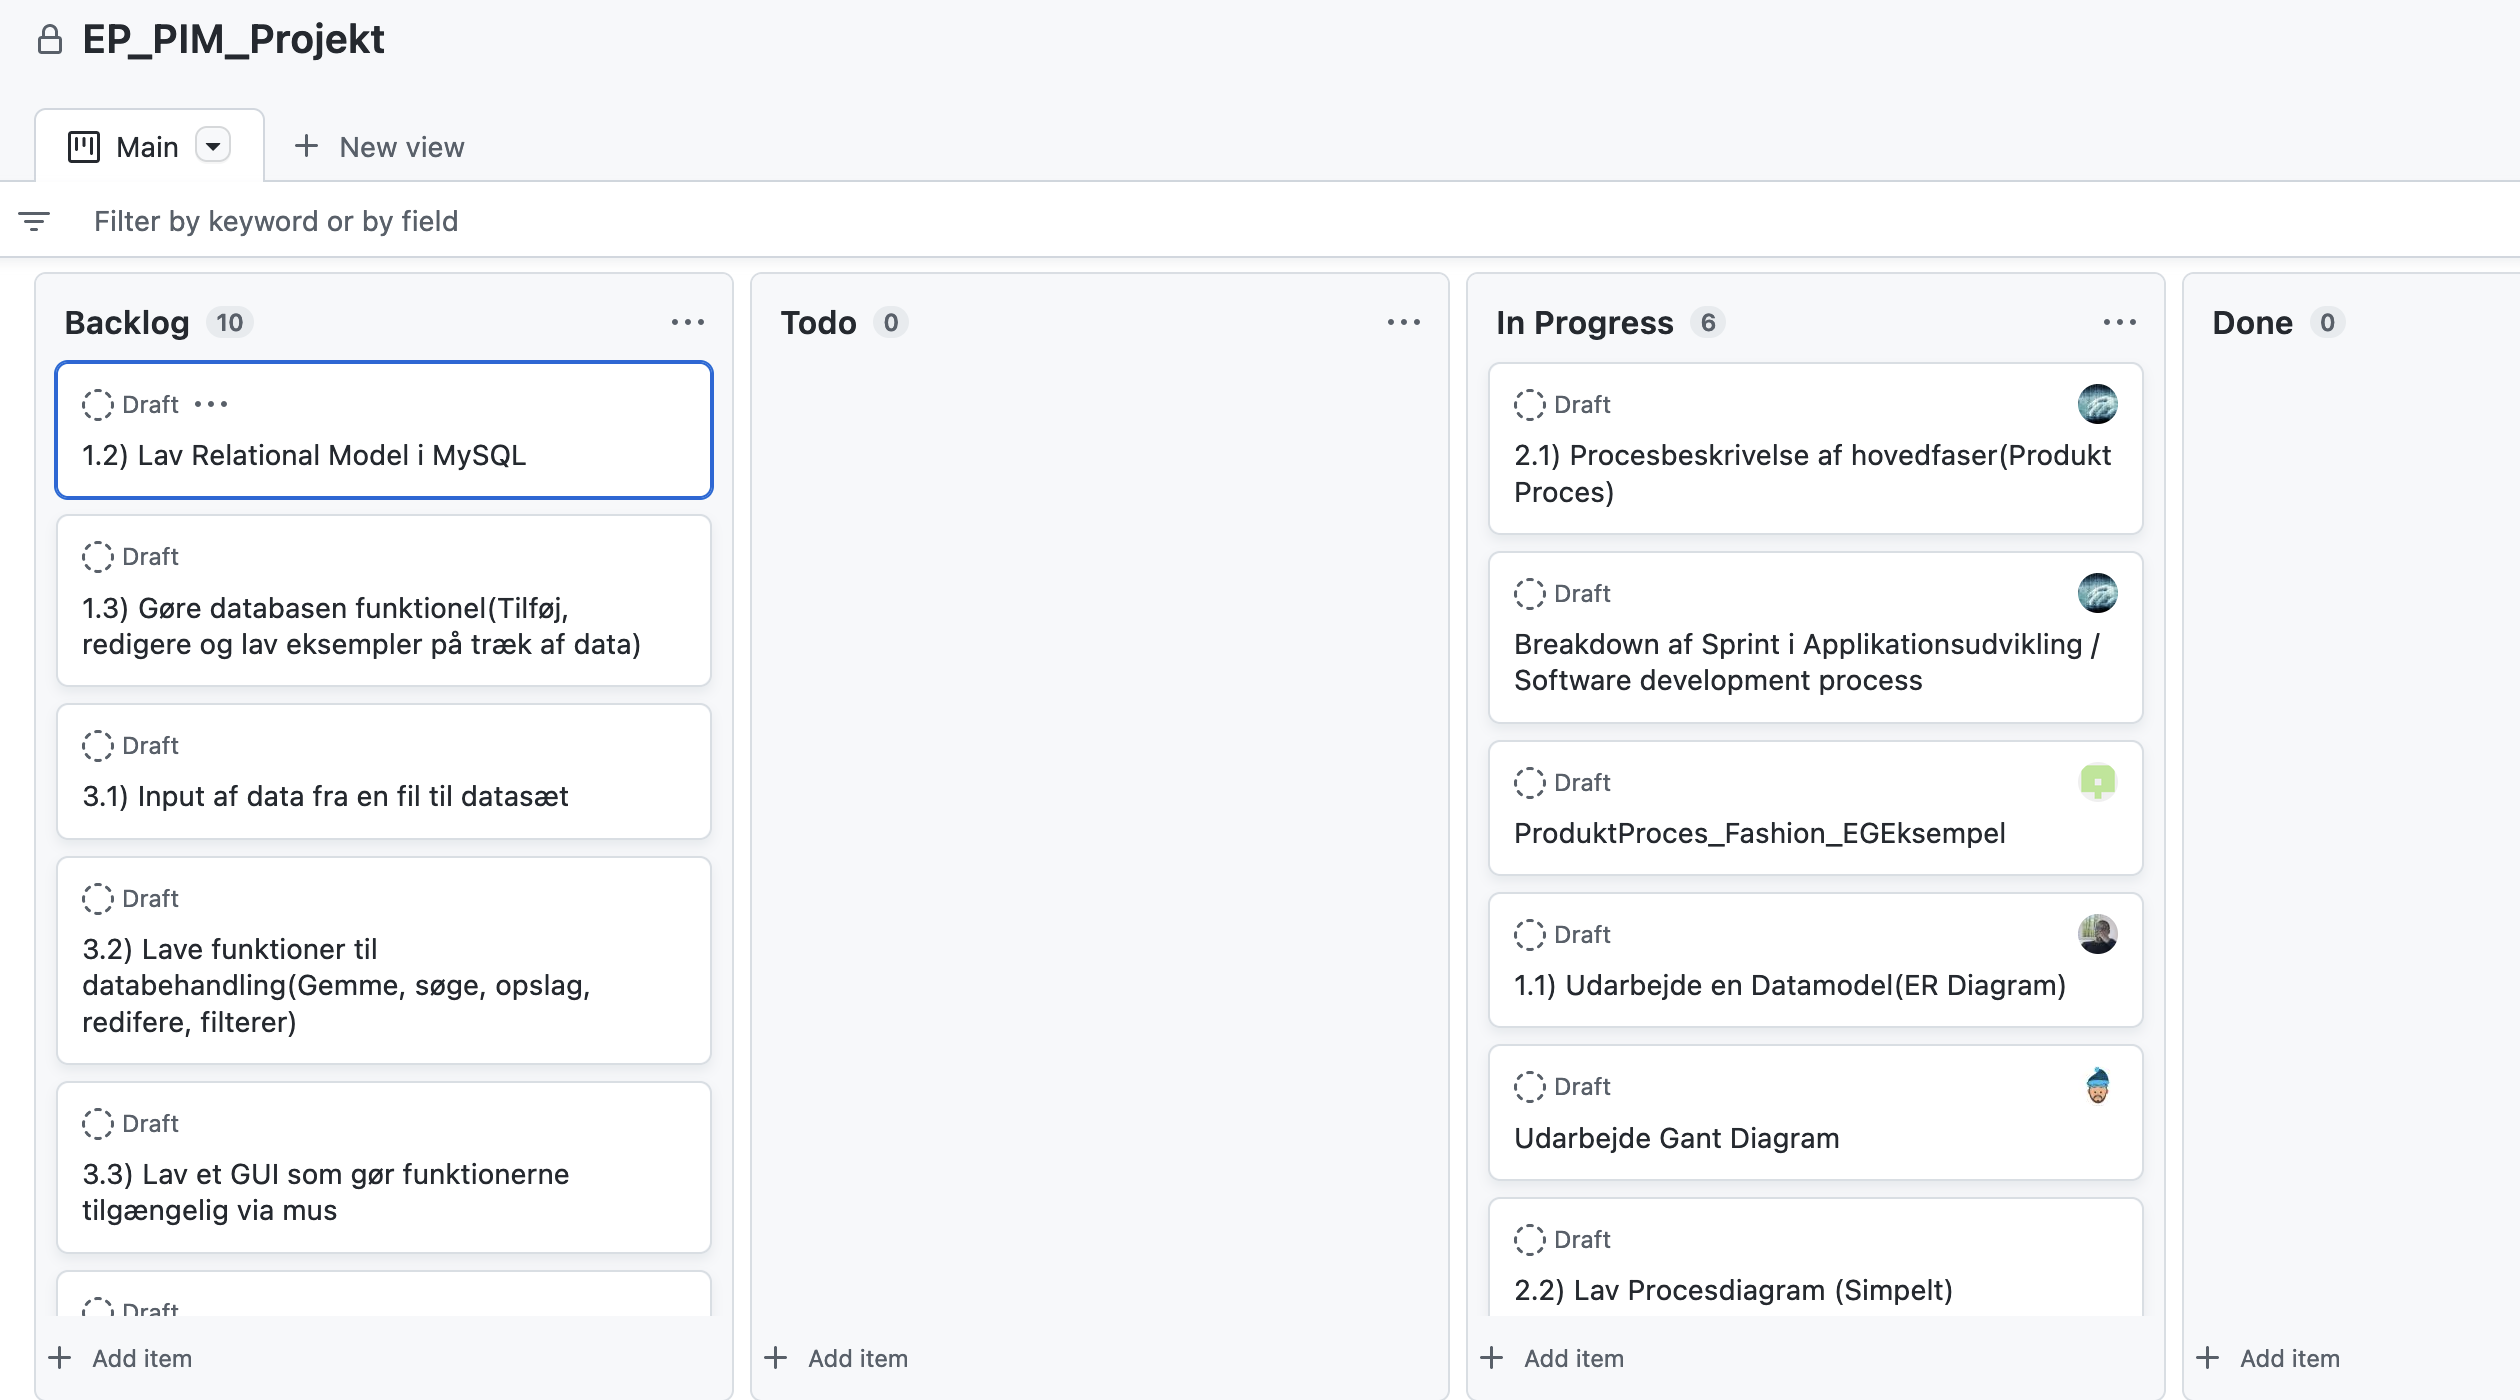 EP_PIM_Projekt
Main
New view
Filter by keyword or by field
Backlog 10
Draft
1.2) Lav Relational Model i MySQL
Draft
1.3) Gøre databasen funktionel(Tilføj,
redigere og lav eksempler på træk af data)
Draft
3.1) Input af data fra en fil til datasæt
Draft
3.2) Lave funktioner til
databehandling(Gemme, søge, opslag,
redifere, filterer)
Draft
3.3) Lav et GUI som gør funktionerne
tilgængelig via mus
Draft
Add item
Todo 0
Add item
In Progress 6
Draft
2.1) Procesbeskrivelse af hovedfaser(Produkt
Proces)
Draft
Breakdown af Sprint i Applikationsudvikling /
Software development process
Draft
ProduktProces_Fashion_EGEksempel
Draft
1.1) Udarbejde en Datamodel(ER Diagram)
Draft
Udarbejde Gant Diagram
Draft
2.2) Lav Procesdiagram (Simpelt)
Add item
Done 0
Add item